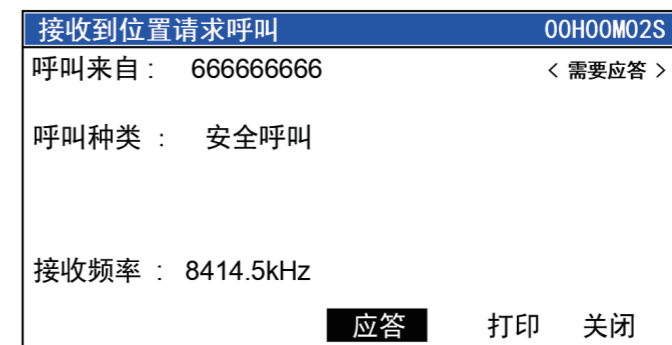 接收到位置请求呼叫 00H00M02S
呼叫来自： 666666666 〈 需要应答 〉
呼叫种类 ： 安全呼叫
接收频率 ： 8414.5kHz
应答 打印 关闭